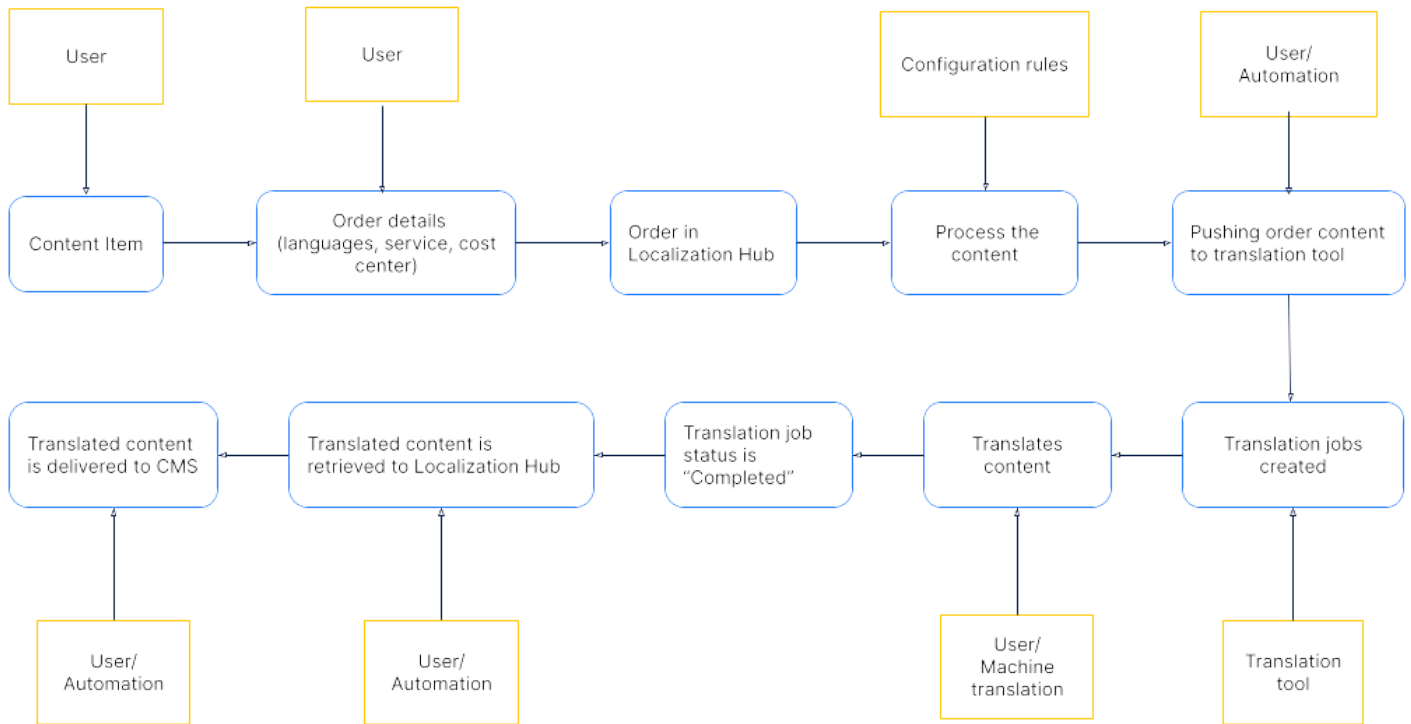 User
User
Configuration rules
User/
Automation
Content Item
Order details
(languages, service, cost
center)
Order in
Localization Hub
Process the
content
Pushing order content
to translation tool
Translated content
is delivered to CMS
Translated content is
retrieved to Localization Hub
Translation job
status is
“Completed”
Translates
content
Translation jobs
created
User/
Automation
User/
Automation
User/
Machine
translation
Translation
tool